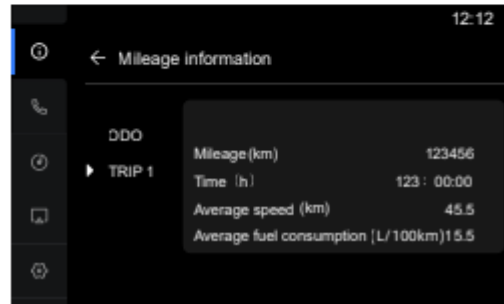 12:12
← Mileage information
ODO
TRIP 1
Mileage(km) 123456
Time (h) 123:00:00
Average speed (km) 45.5
Average fuel consumption (L/100km)15.5